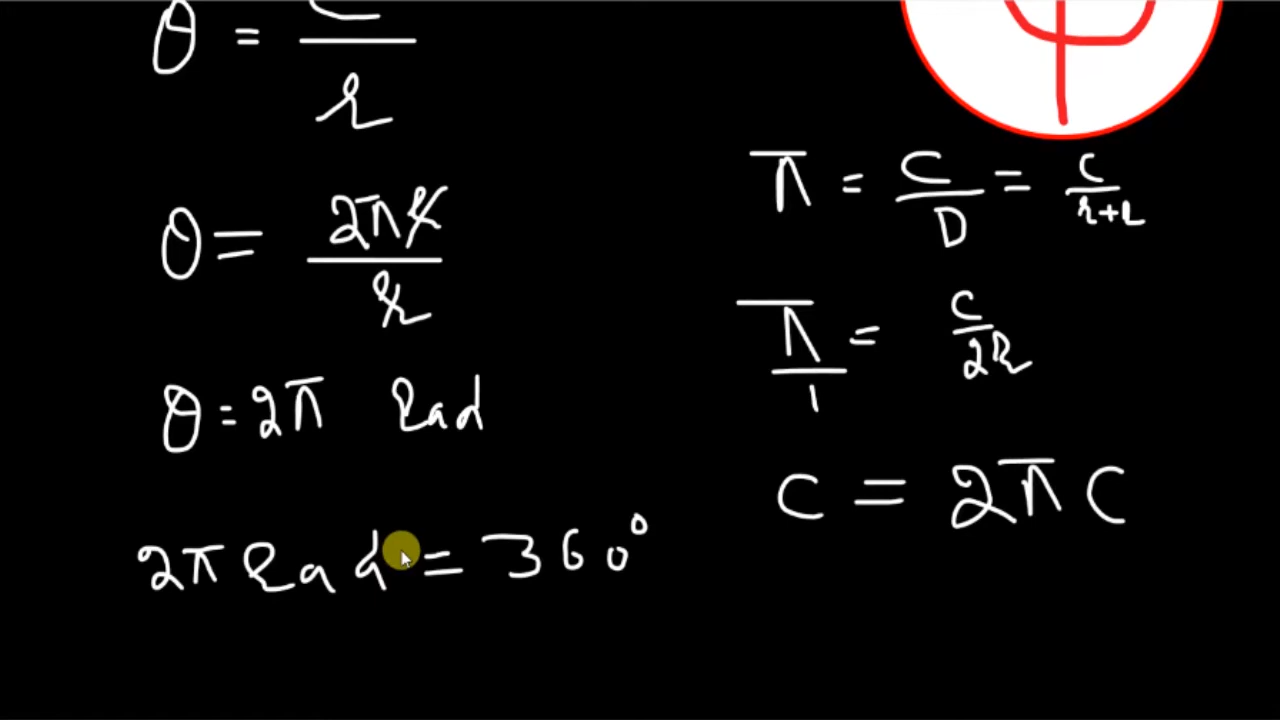 θ = C/r
θ = 2πr/r
θ = 2π Rad
2π Rad = 360°
π = C/D = C/r+r
π/1 = C/2r
C = 2πC